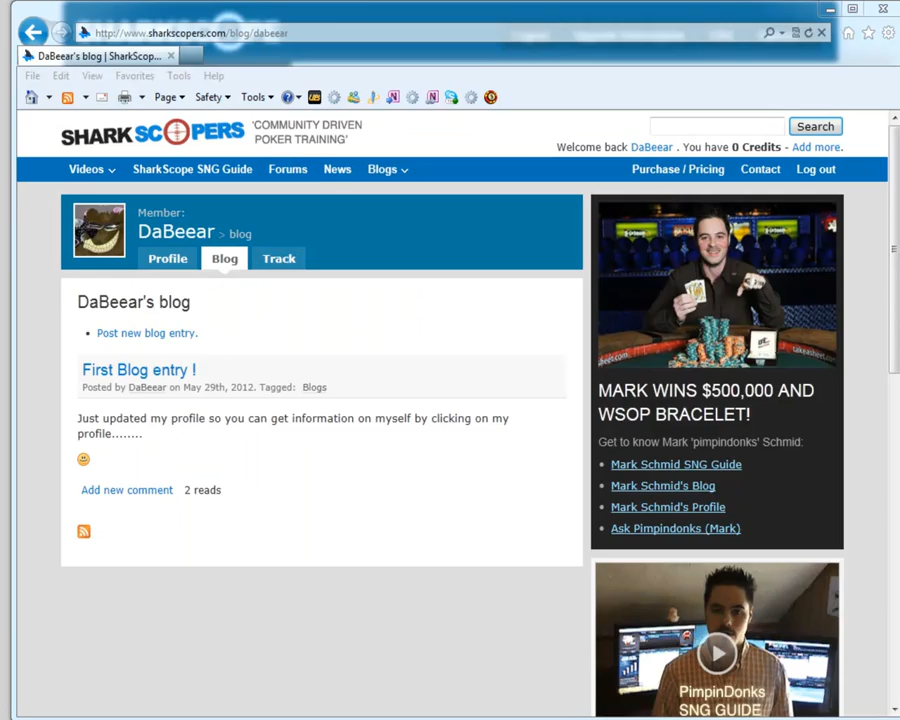 http://www.sharkscopers.com/blog/dabeear
DaBeear's blog | SharkScop...
File Edit View Favorites Tools Help
Page Safety Tools
SHARKSCOPERS 'COMMUNITY DRIVEN
POKER TRAINING'
Search
Welcome back DaBeear . You have 0 Credits - Add more.
Videos SharkScope SNG Guide Forums News Blogs Purchase / Pricing Contact Log out
Member:
DaBeear > blog
Profile Blog Track
DaBeear's blog
Post new blog entry.
First Blog entry !
Posted by DaBeear on May 29th, 2012. Tagged: Blogs
Just updated my profile so you can get information on myself by clicking on my
profile........
Add new comment 2 reads
MARK WINS $500,000 AND
WSOP BRACELET!
Get to know Mark 'pimpindonks' Schmid:
Mark Schmid SNG Guide
Mark Schmid's Blog
Mark Schmid's Profile
Ask Pimpindonks (Mark)
PimpinDonks
SNG GUIDE